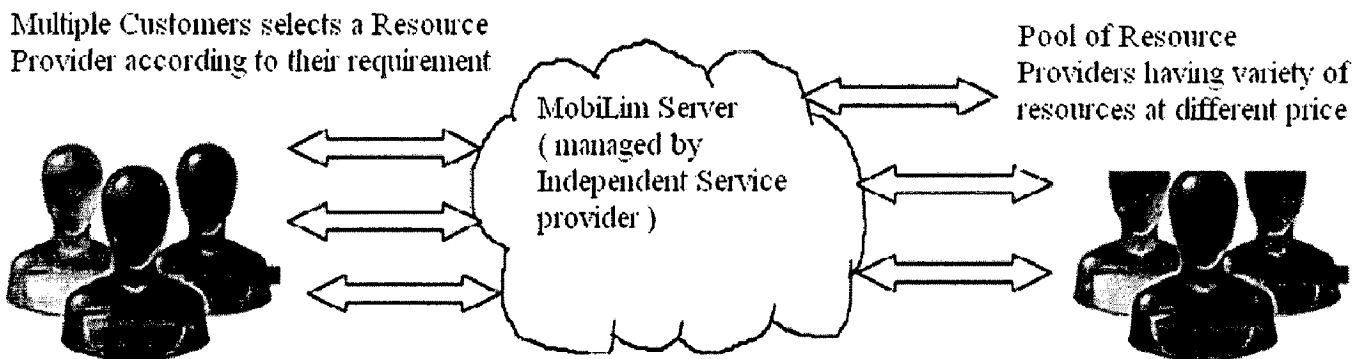 Multiple Customers selects a Resource
Provider according to their requirement
MobiLim Server
( managed by
Independent Service
provider )
Pool of Resource
Providers having variety of
resources at different price